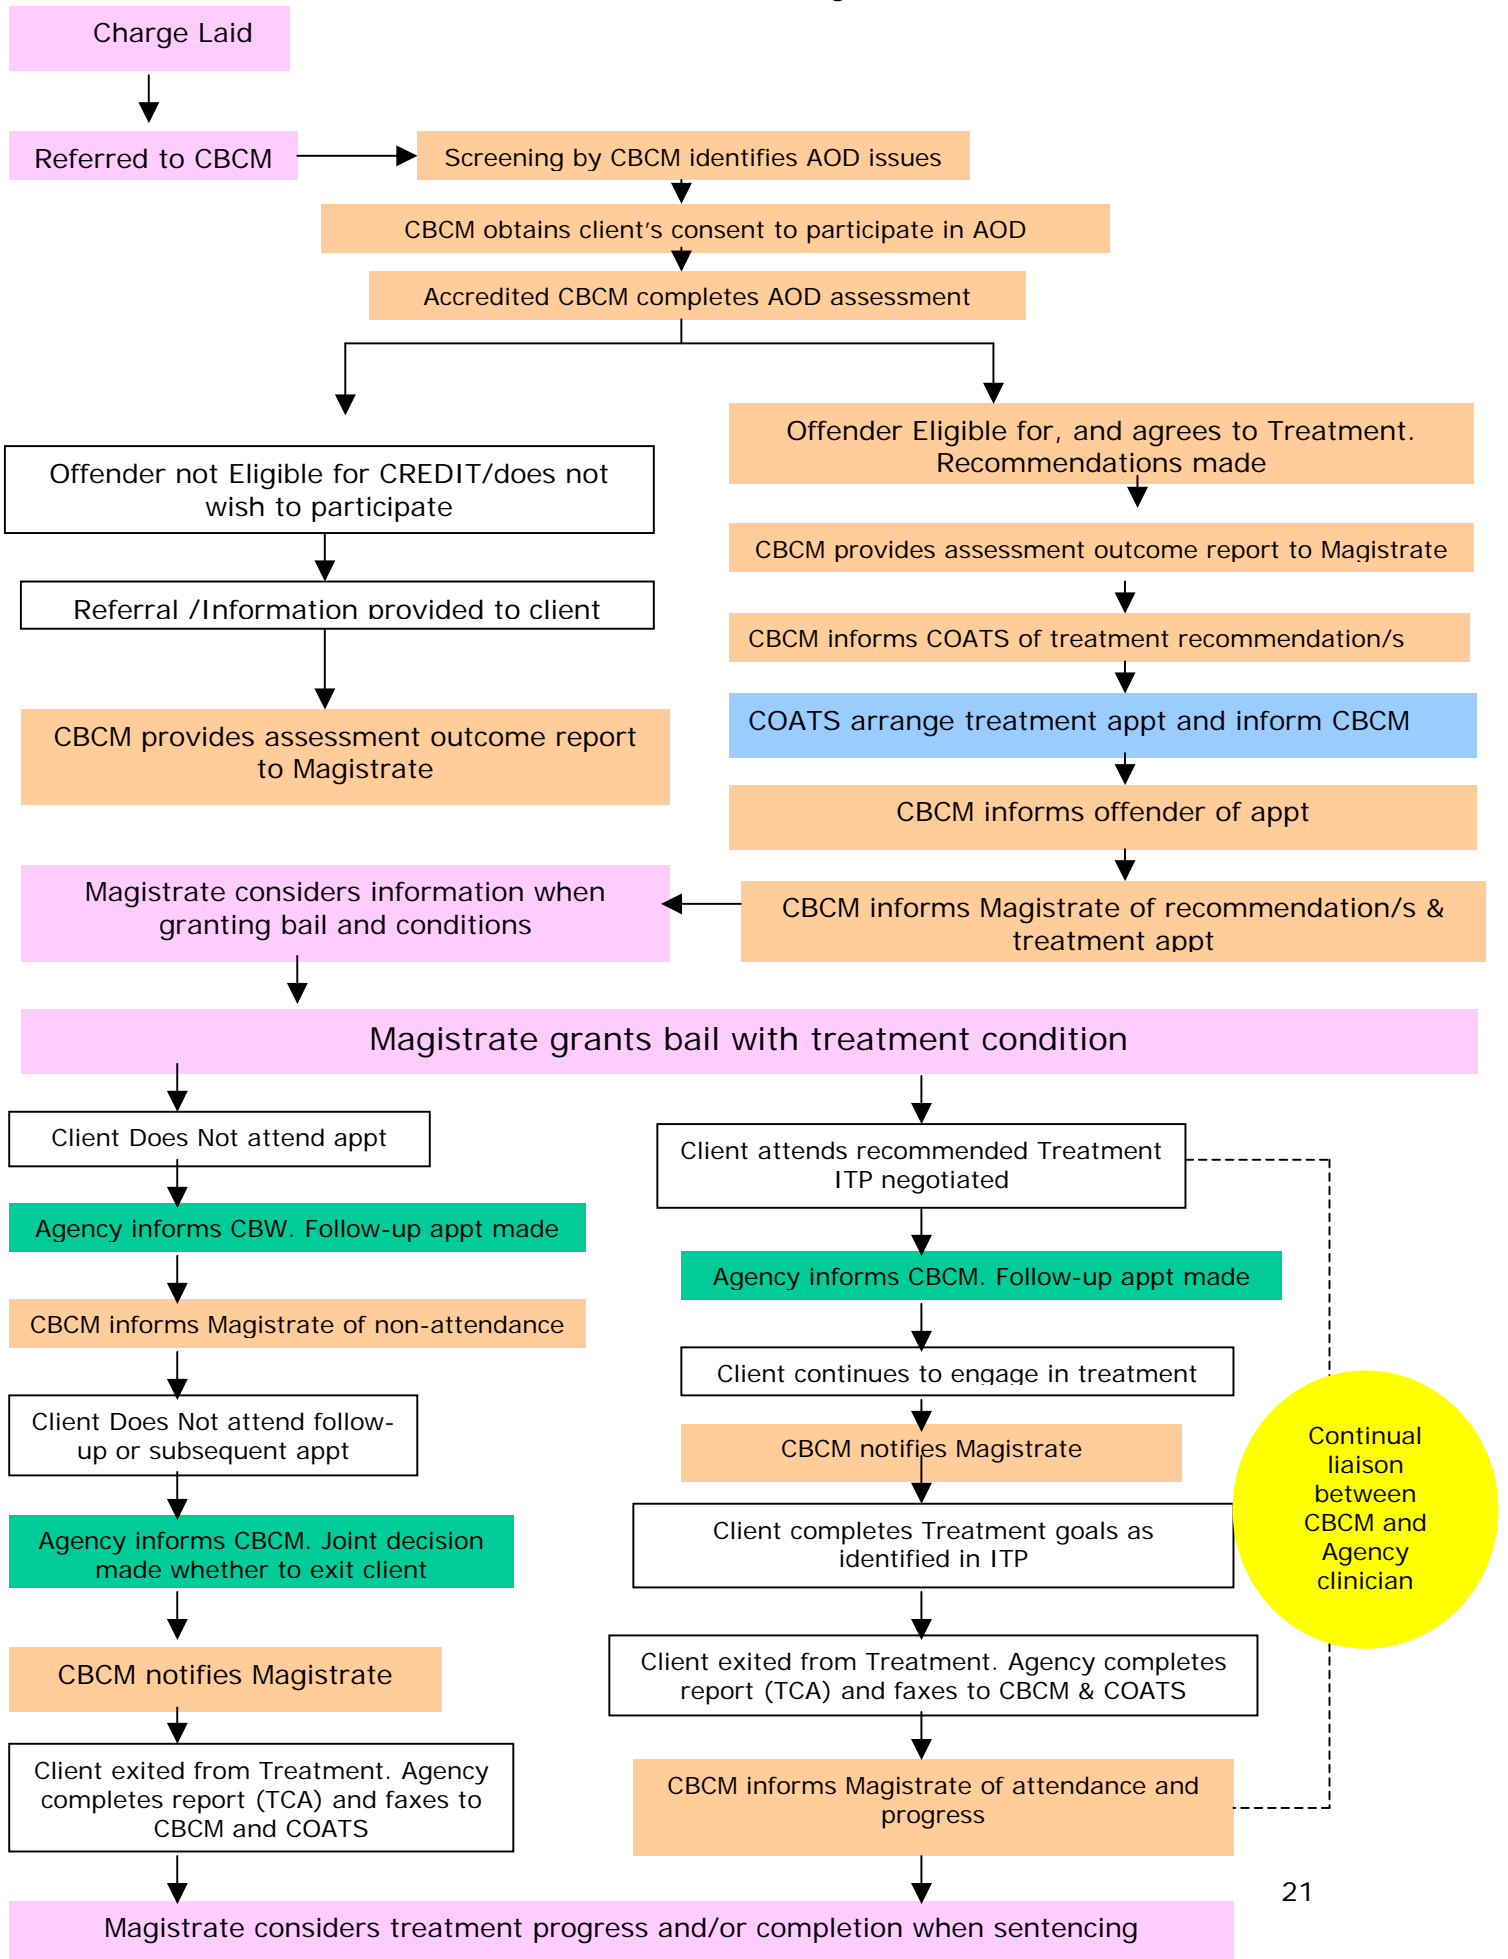 Charge Laid
Referred to CBCM
Screening by CBCM identifies AOD issues
CBCM obtains client's consent to participate in AOD
Accredited CBCM completes AOD assessment
Offender not Eligible for CREDIT/does not
wish to participate
Referral /Information provided to client
CBCM provides assessment outcome report
to Magistrate
Offender Eligible for, and agrees to Treatment.
Recommendations made
CBCM provides assessment outcome report to Magistrate
CBCM informs COATS of treatment recommendation/s
COATS arrange treatment appt and inform CBCM
CBCM informs offender of appt
CBCM informs Magistrate of recommendation/s &
treatment appt
Magistrate considers information when
granting bail and conditions
Magistrate grants bail with treatment condition
Client Does Not attend appt
Agency informs CBW. Follow-up appt made
CBCM informs Magistrate of non-attendance
Client Does Not attend follow-
up or subsequent appt
Agency informs CBCM. Joint decision
made whether to exit client
CBCM notifies Magistrate
Client exited from Treatment. Agency
completes report (TCA) and faxes to
CBCM and COATS
Client attends recommended Treatment
ITP negotiated
Agency informs CBCM. Follow-up appt made
Client continues to engage in treatment
CBCM notifies Magistrate
Client completes Treatment goals as
identified in ITP
Client exited from Treatment. Agency completes
report (TCA) and faxes to CBCM & COATS
CBCM informs Magistrate of attendance and
progress
Continual
liaison
between
CBCM and
Agency
clinician
Magistrate considers treatment progress and/or completion when sentencing
21